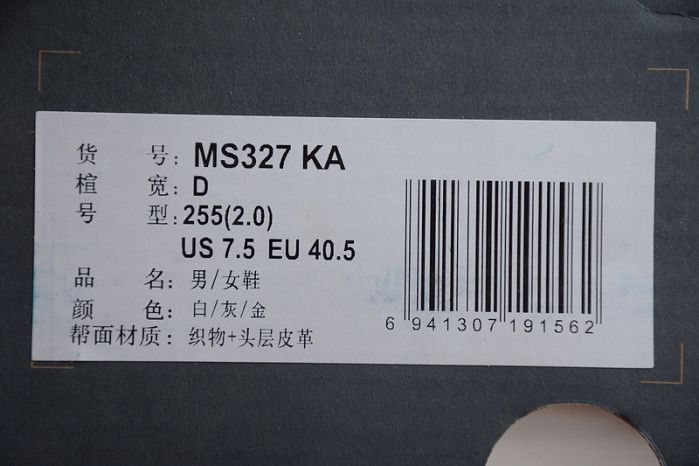 货 号: MS327 KA
楦 宽: D
号 型: 255(2.0)
US 7.5 EU 40.5
品 名: 男/女鞋
颜 色: 白/灰/金
帮面材质: 织物+头层皮革
6 941307 191562